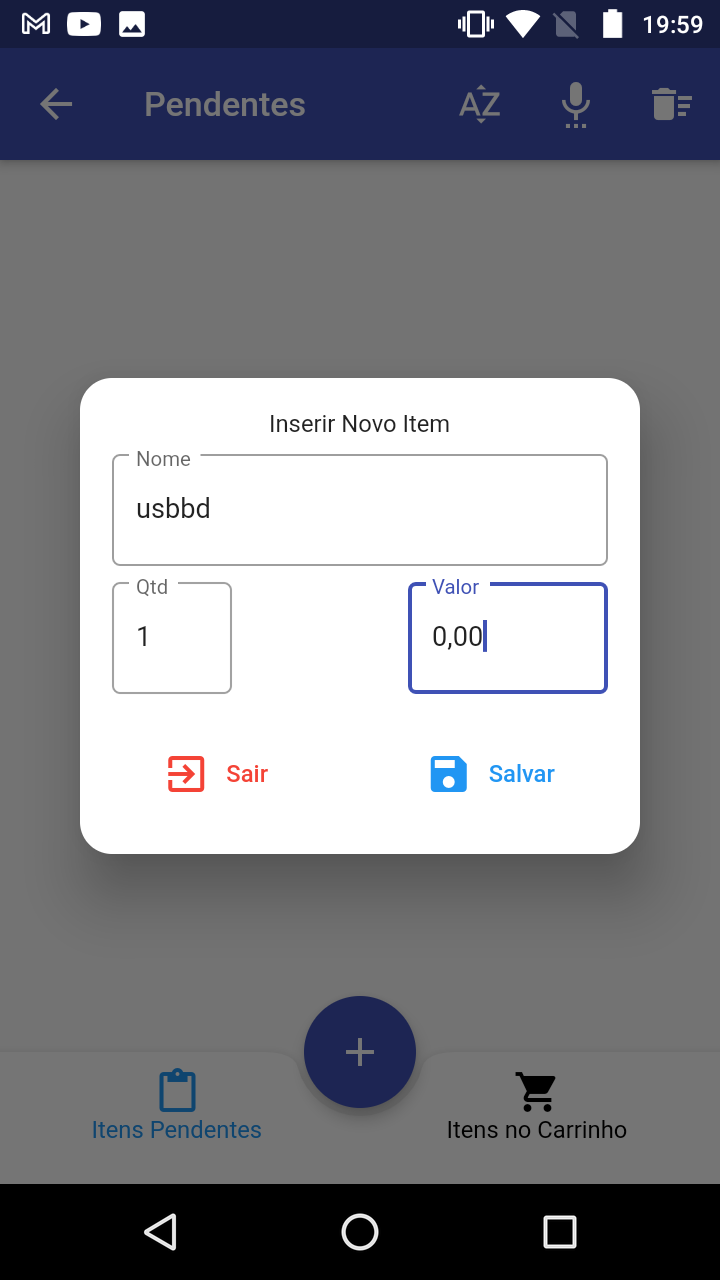 19:59
Pendentes
AZ
Inserir Novo Item
Nome
usbbd
Qtd
Valor
1
0,00
Sair
Salvar
Itens Pendentes
Itens no Carrinho